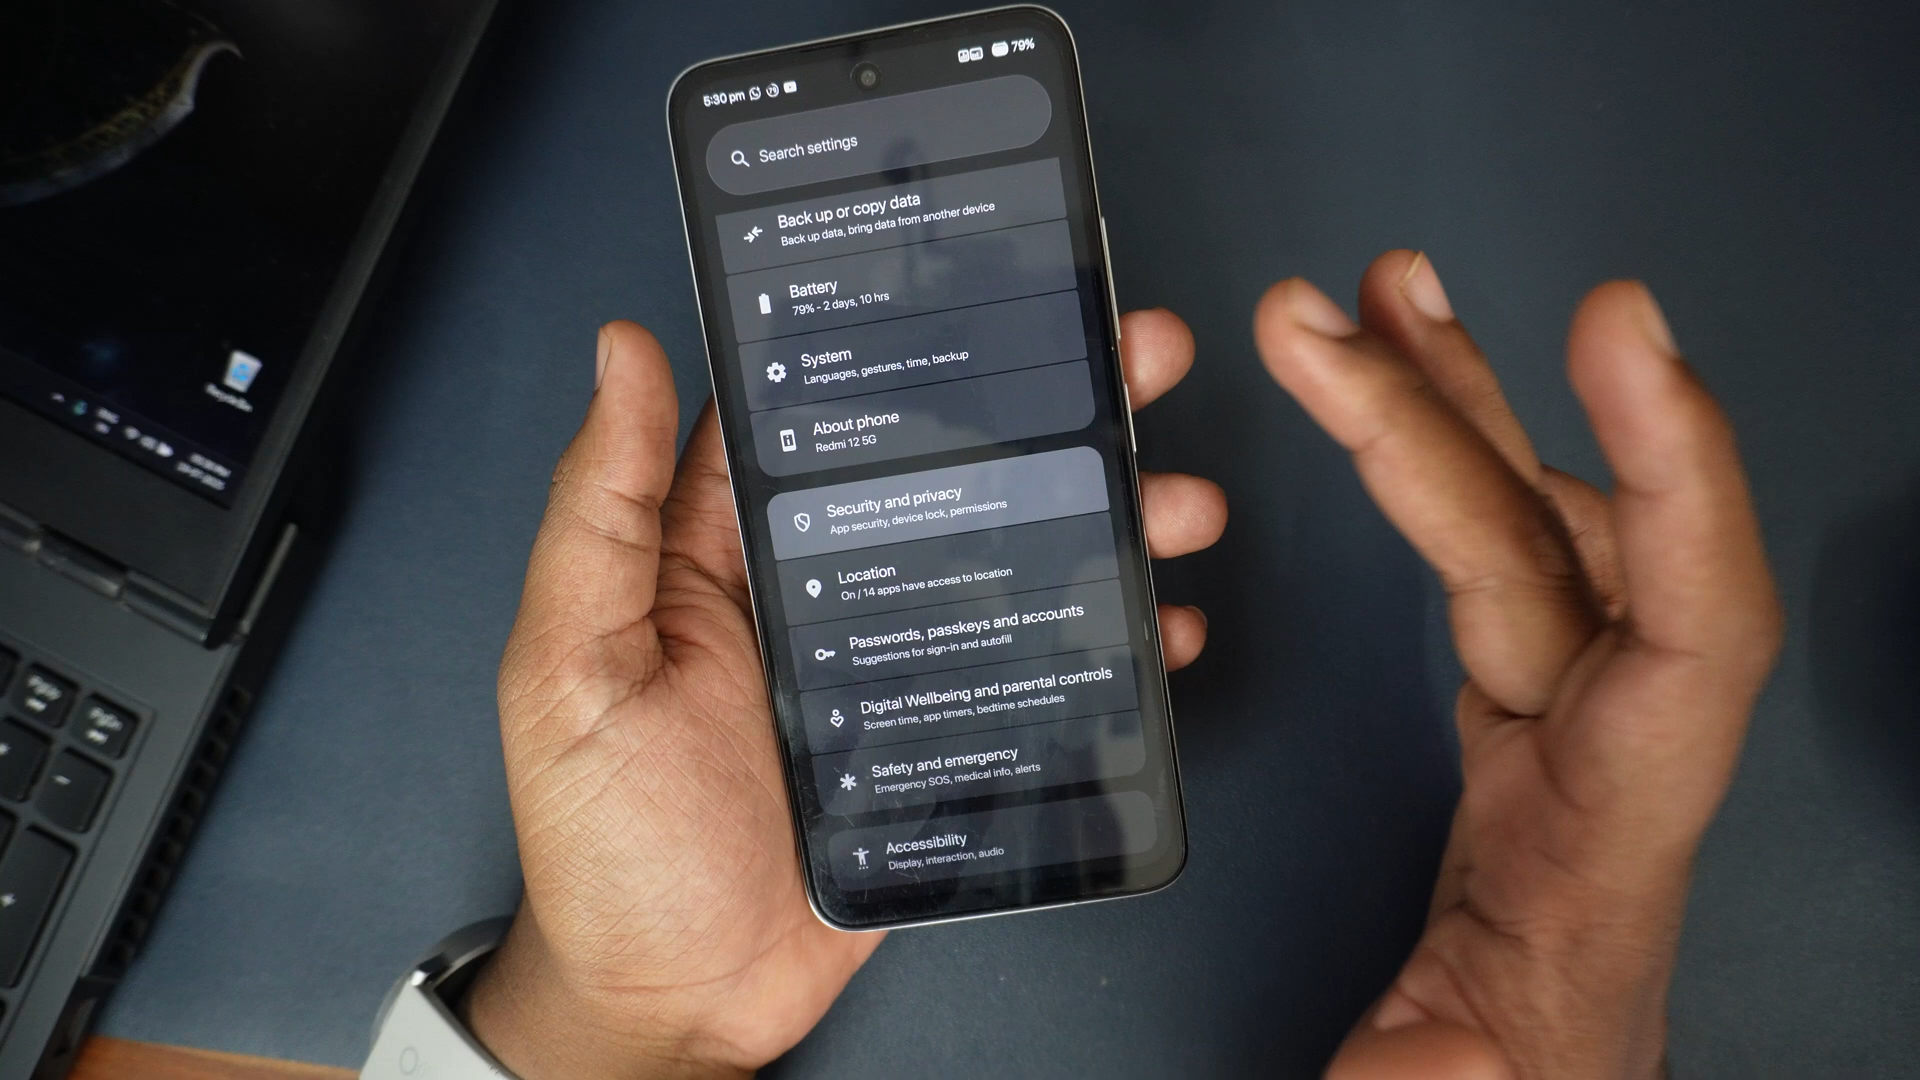 5:30 pm
79%
Search settings
Back up or copy data
Back up data, bring data from another device
Battery
79% - 2 days, 10 hrs
System
Languages, gestures, time, backup
About phone
Redmi 12 5G
Security and privacy
App security, device lock, permissions
Location
On / 14 apps have access to location
Passwords, passkeys and accounts
Suggestions for sign-in and autofill
Digital Wellbeing and parental controls
Screen time, app timers, bedtime schedules
Safety and emergency
Emergency SOS, medical info, alerts
Accessibility
Display, interaction, audio
Recycle Bin
PgUp
PgDn